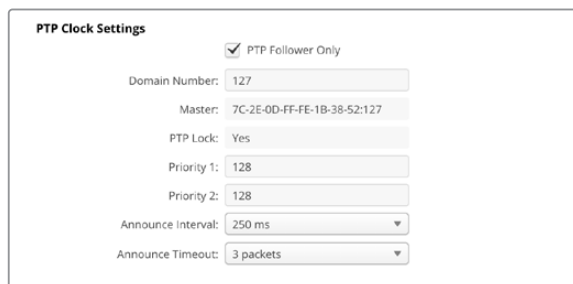 PTP Clock Settings
PTP Follower Only
Domain Number: 127
Master: 7C-2E-0D-FF-FE-1B-38-52:127
PTP Lock: Yes
Priority 1: 128
Priority 2: 128
Announce Interval: 250 ms
Announce Timeout: 3 packets